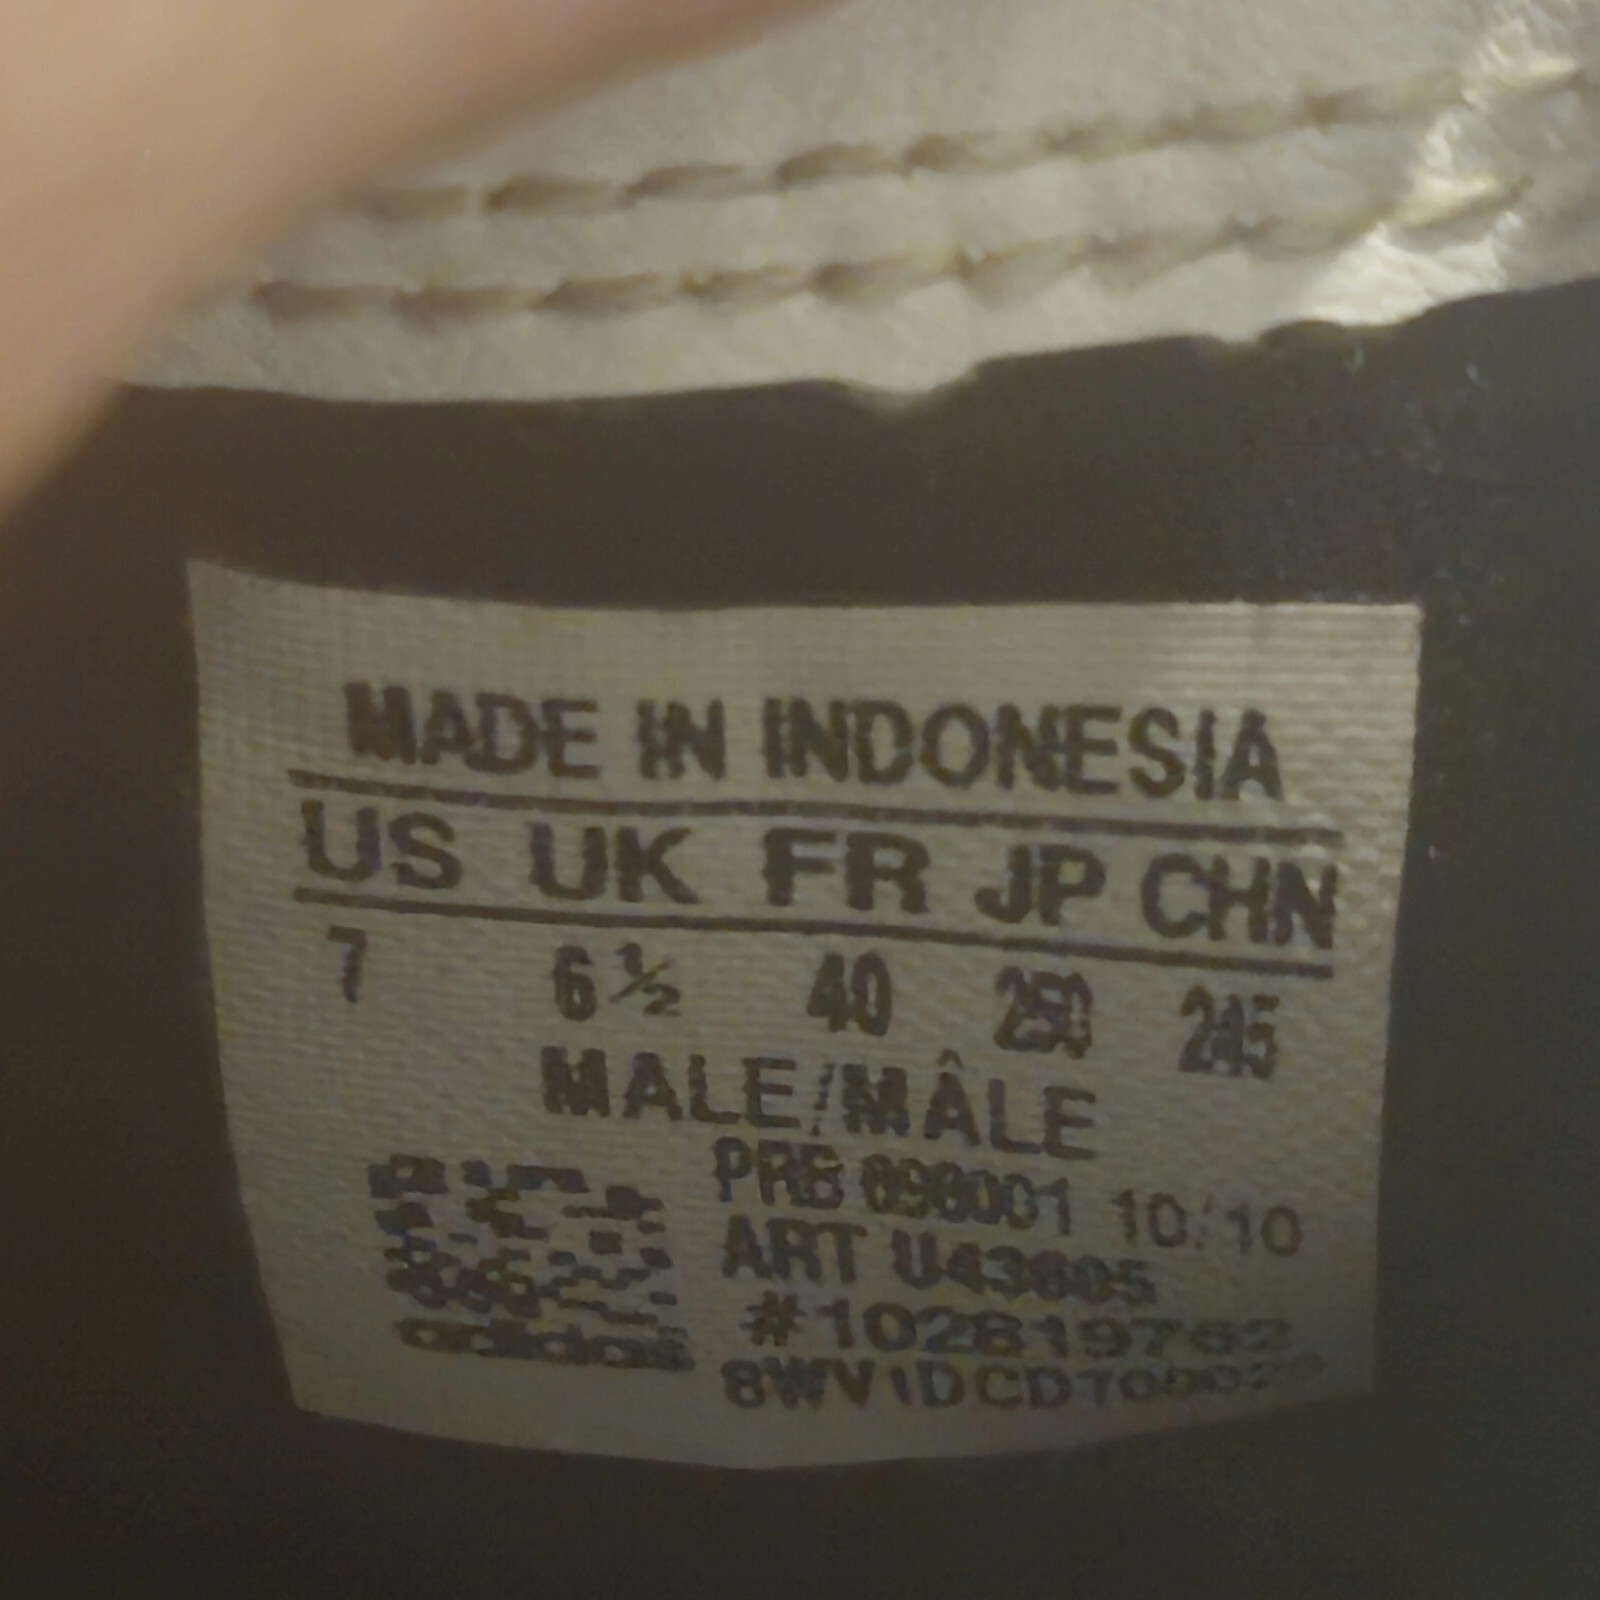 MADE IN INDONESIA
US UK FR JP CHN
7 6½ 40 250 245
MALE/MÂLE
PRB 10/10
ART
adidas